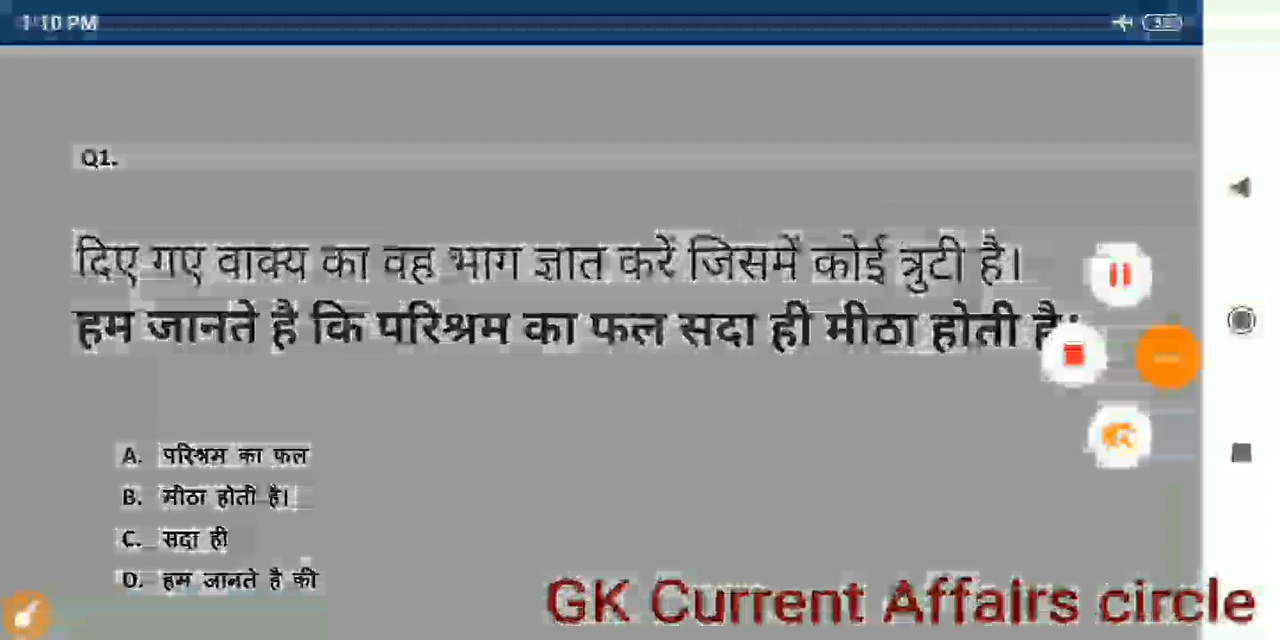 1:10 PM
Q1.
दिए गए वाक्य का वह भाग ज्ञात करें जिसमें कोई त्रुटी है।
हम जानते है कि परिश्रम का फल सदा ही मीठा होती है
A. परिश्रम का फल
B. मीठा होती है।
C. सदा ही
D. हम जानते है की
GK Current Affairs circle